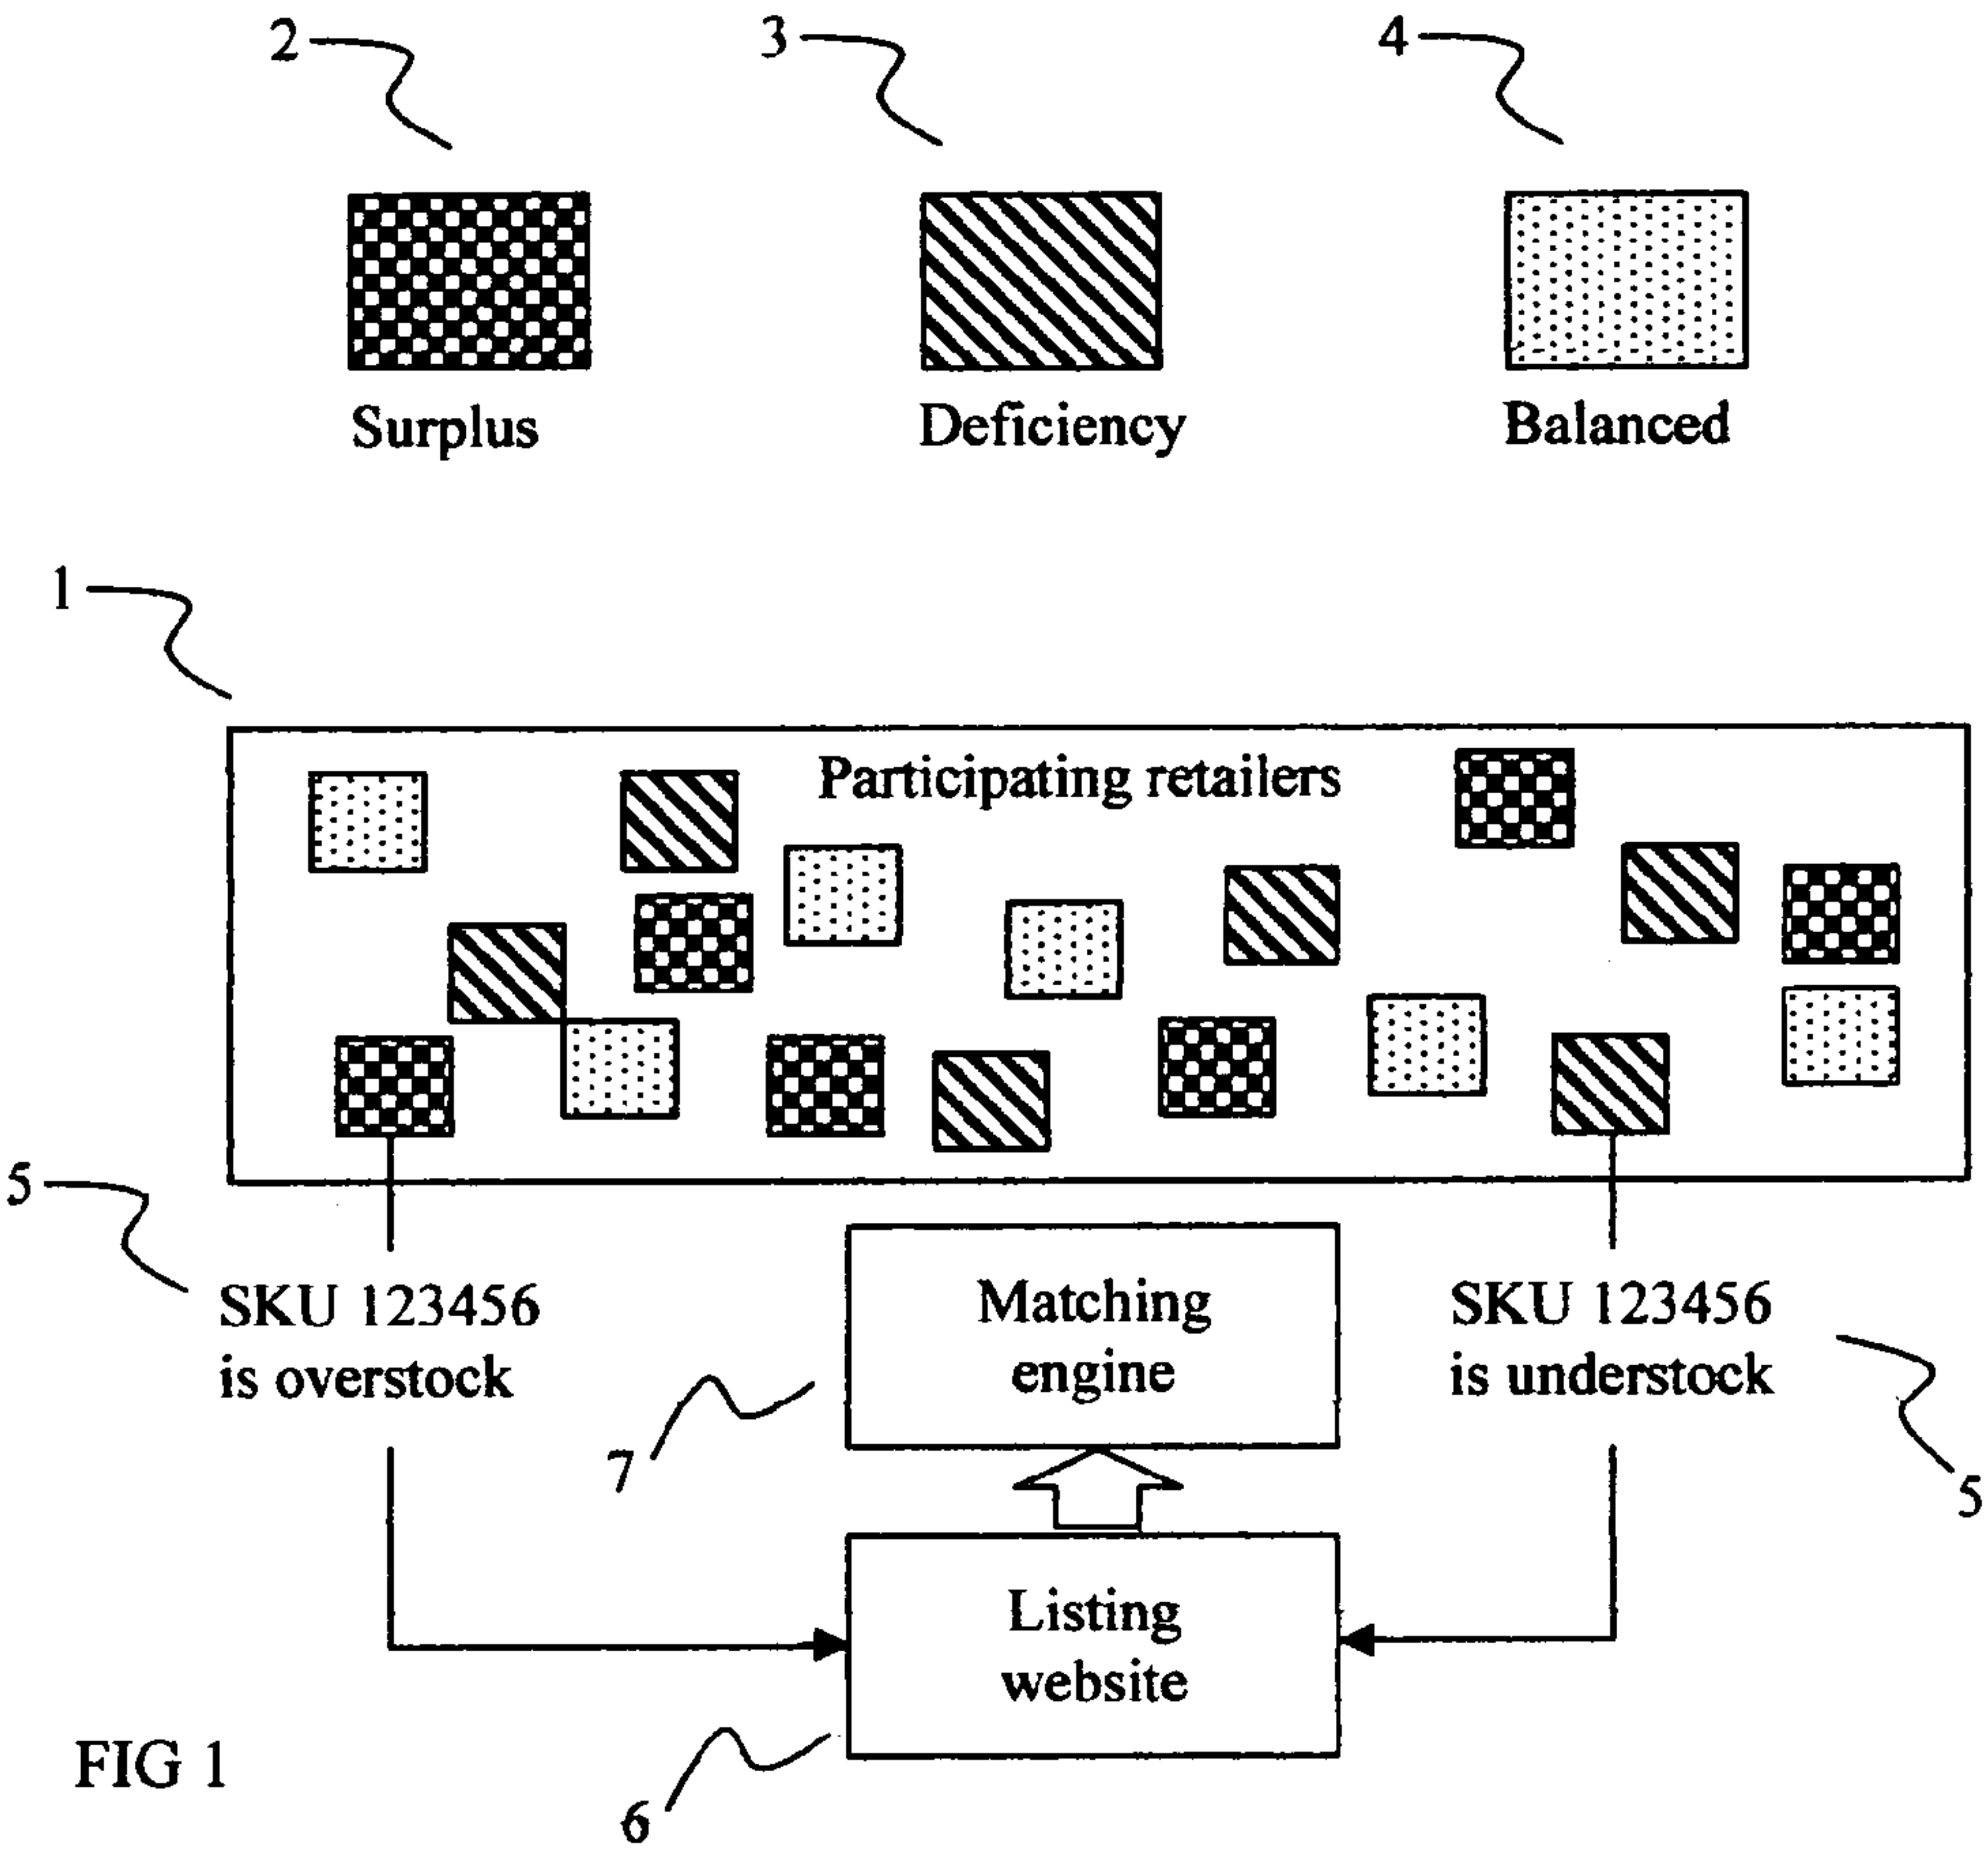 2
3
4
Surplus
Deficiency
Balanced
1
Participating retailers
5
SKU 123456
is overstock
Matching
engine
SKU 123456
is understock
7
5
Listing
website
FIG 1
6